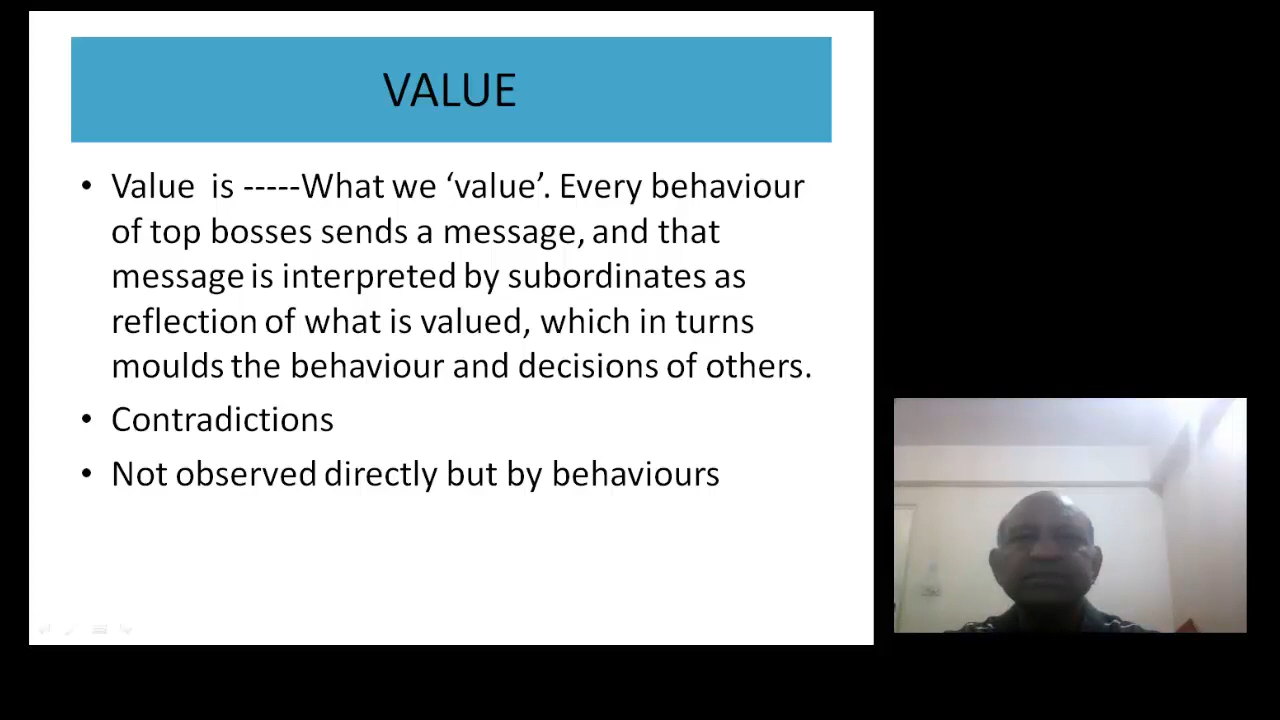 VALUE
• Value is -----What we ‘value’. Every behaviour
of top bosses sends a message, and that
message is interpreted by subordinates as
reflection of what is valued, which in turns
moulds the behaviour and decisions of others.
• Contradictions
• Not observed directly but by behaviours